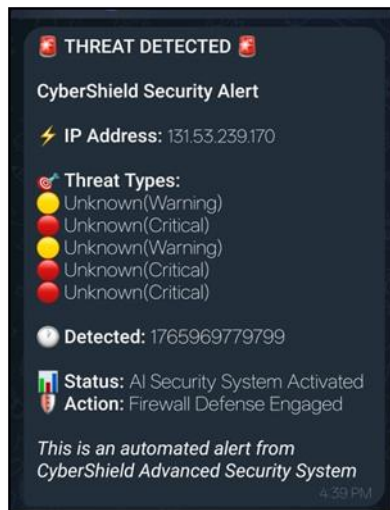 🚨 THREAT DETECTED 🚨
CyberShield Security Alert
⚡ IP Address: 131.53.239.170
🎯 Threat Types:
🟡 Unknown(Warning)
🔴 Unknown(Critical)
🟡 Unknown(Warning)
🔴 Unknown(Critical)
🔴 Unknown(Critical)
🕐 Detected: 1765969779799
📊 Status: AI Security System Activated
🛡 Action: Firewall Defense Engaged
This is an automated alert from
CyberShield Advanced Security System
4:39 PM